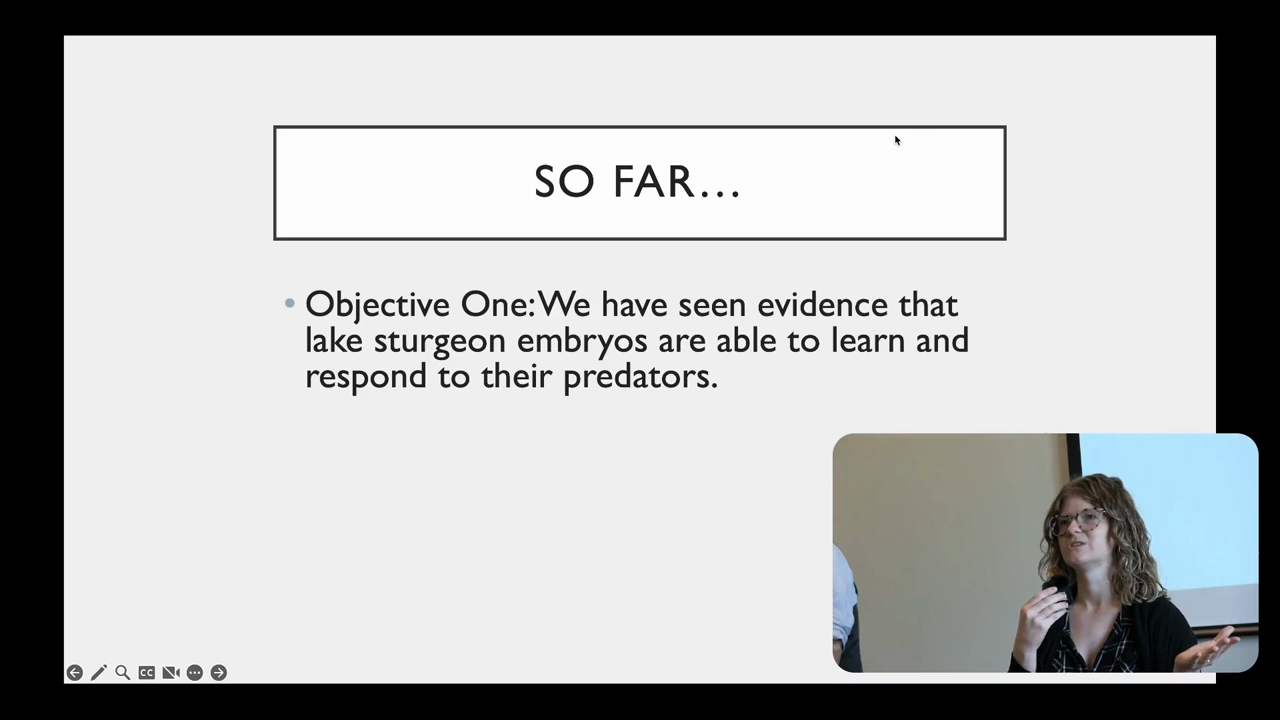 SO FAR...
• Objective One: We have seen evidence that
lake sturgeon embryos are able to learn and
respond to their predators.
CC